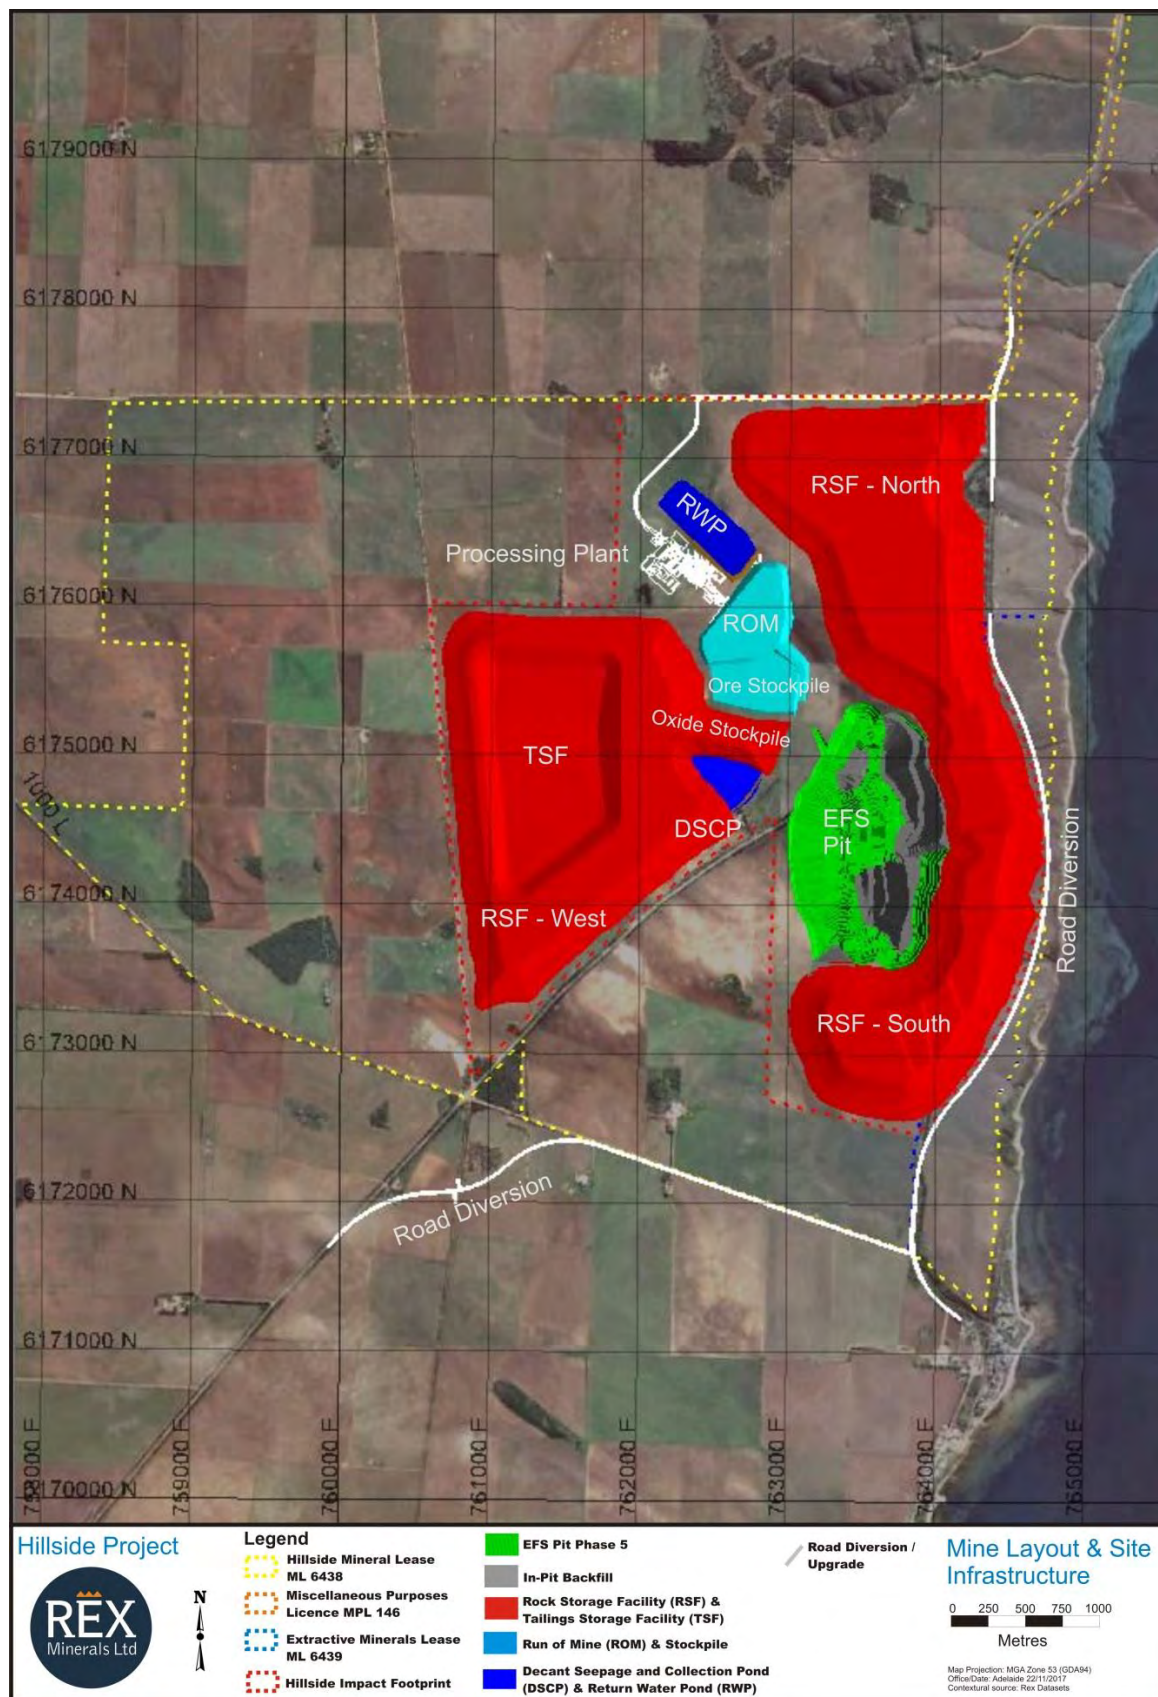 6179000 N
6178000 N
6177000 N
RSF - North
RWP
Processing Plant
6176000 N
ROM
Ore Stockpile
Oxide Stockpile
6175000 N
TSF
DSCP
EFS
Pit
6174000 N
RSF - West
Road Diversion
RSF - South
6173000 N
6172000 N
Road Diversion
6171000 N
6170000 N
759000 E
760000 E
761000 E
762000 E
763000 E
764000 E
765000 E
Hillside Project
REX
Minerals Ltd
N
Legend
Hillside Mineral Lease
ML 6438
Miscellaneous Purposes
Licence MPL 146
Extractive Minerals Lease
ML 6439
Hillside Impact Footprint
EFS Pit Phase 5
In-Pit Backfill
Rock Storage Facility (RSF) &
Tailings Storage Facility (TSF)
Run of Mine (ROM) & Stockpile
Decant Seepage and Collection Pond
(DSCP) & Return Water Pond (RWP)
Road Diversion /
Upgrade
Mine Layout & Site
Infrastructure
0 250 500 750 1000
Metres
Map Projection: MGA Zone 53 (GDA94)
Office/Date: Adelaide 22/11/2017
Contextural source: Rex Datasets